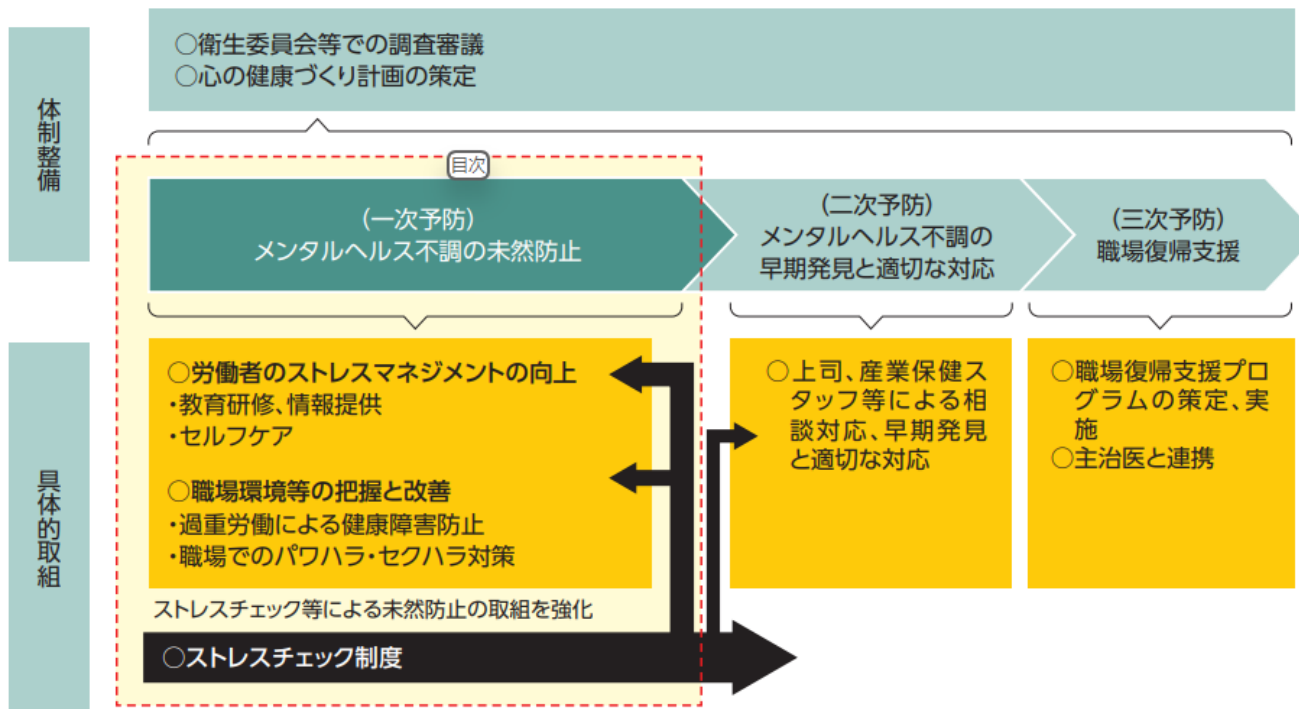 体制整備
○衛生委員会等での調査審議
○心の健康づくり計画の策定
目次
(一次予防)
メンタルヘルス不調の未然防止
(二次予防)
メンタルヘルス不調の
早期発見と適切な対応
(三次予防)
職場復帰支援
具体的取組
○労働者のストレスマネジメントの向上
・教育研修、情報提供
・セルフケア
○職場環境等の把握と改善
・過重労働による健康障害防止
・職場でのパワハラ・セクハラ対策
○上司、産業保健ス
タッフ等による相
談対応、早期発見
と適切な対応
○職場復帰支援プロ
グラムの策定、実
施
○主治医と連携
ストレスチェック等による未然防止の取組を強化
○ストレスチェック制度